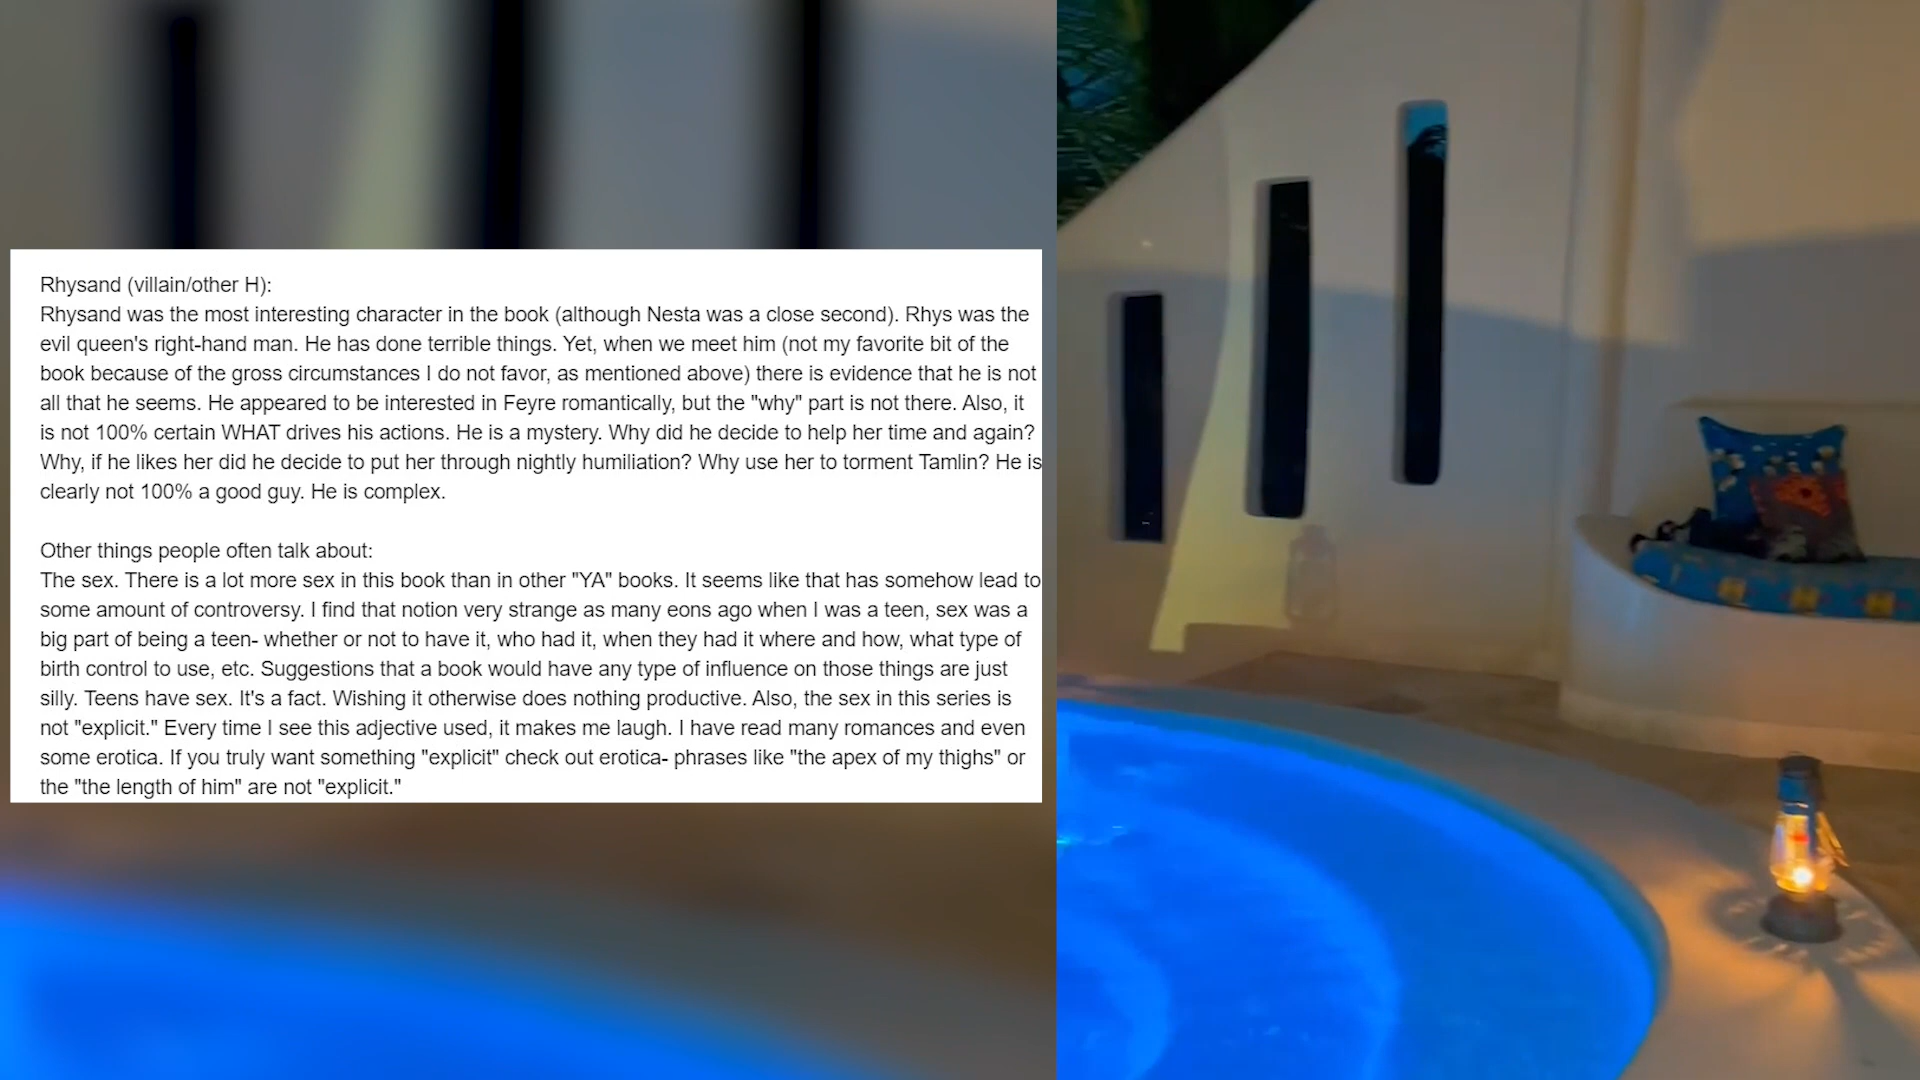 Rhysand (villain/other H):
Rhysand was the most interesting character in the book (although Nesta was a close second). Rhys was the
evil queen's right-hand man. He has done terrible things. Yet, when we meet him (not my favorite bit of the
book because of the gross circumstances I do not favor, as mentioned above) there is evidence that he is not
all that he seems. He appeared to be interested in Feyre romantically, but the "why" part is not there. Also, it
is not 100% certain WHAT drives his actions. He is a mystery. Why did he decide to help her time and again?
Why, if he likes her did he decide to put her through nightly humiliation? Why use her to torment Tamlin? He is
clearly not 100% a good guy. He is complex.
Other things people often talk about:
The sex. There is a lot more sex in this book than in other "YA" books. It seems like that has somehow lead to
some amount of controversy. I find that notion very strange as many eons ago when I was a teen, sex was a
big part of being a teen- whether or not to have it, who had it, when they had it where and how, what type of
birth control to use, etc. Suggestions that a book would have any type of influence on those things are just
silly. Teens have sex. It's a fact. Wishing it otherwise does nothing productive. Also, the sex in this series is
not "explicit." Every time I see this adjective used, it makes me laugh. I have read many romances and even
some erotica. If you truly want something "explicit" check out erotica- phrases like "the apex of my thighs" or
the "the length of him" are not "explicit."